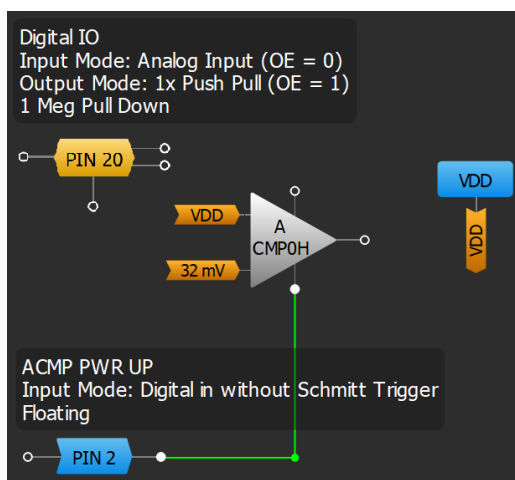 Digital IO
Input Mode: Analog Input (OE = 0)
Output Mode: 1x Push Pull (OE = 1)
1 Meg Pull Down
PIN 20
VDD
VDD
A
CMP0H
VDD
32 mV
ACMP PWR UP
Input Mode: Digital in without Schmitt Trigger
Floating
PIN 2